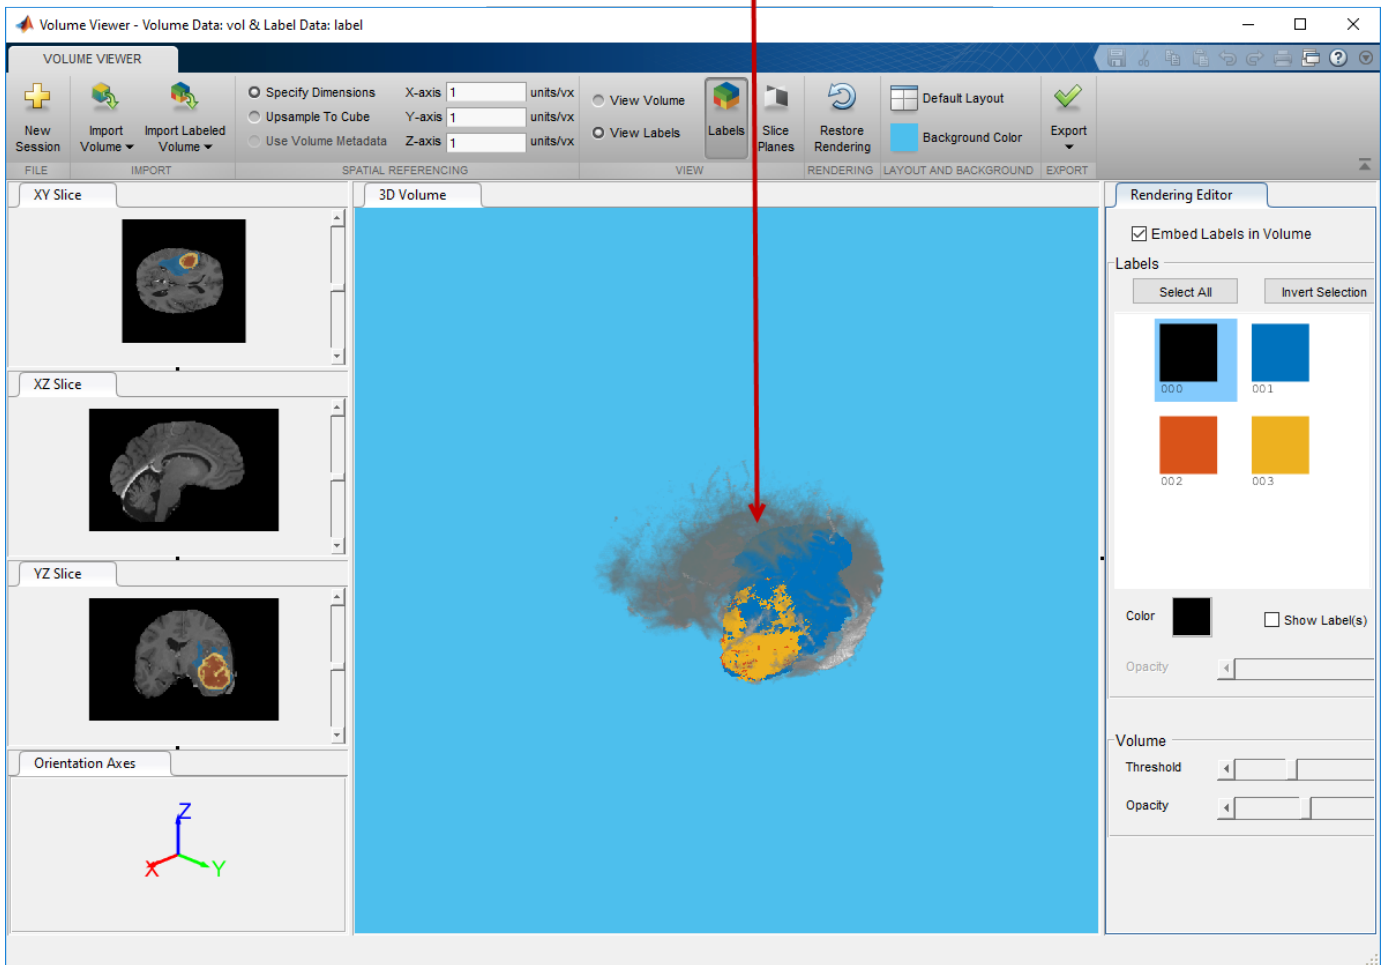 Volume Viewer - Volume Data: vol & Label Data: label
VOLUME VIEWER
New Session
Import Volume
Import Labeled Volume
Specify Dimensions
Upsample To Cube
Use Volume Metadata
X-axis 1 units/vx
Y-axis 1 units/vx
Z-axis 1 units/vx
View Volume
View Labels
Labels
Slice Planes
Restore Rendering
Default Layout
Background Color
Export
FILE
IMPORT
SPATIAL REFERENCING
VIEW
RENDERING
LAYOUT AND BACKGROUND
EXPORT
XY Slice
3D Volume
Rendering Editor
Embed Labels in Volume
Labels
Select All
Invert Selection
000
001
002
003
XZ Slice
YZ Slice
Color
Show Label(s)
Opacity
Volume
Threshold
Opacity
Orientation Axes
Z
X
Y